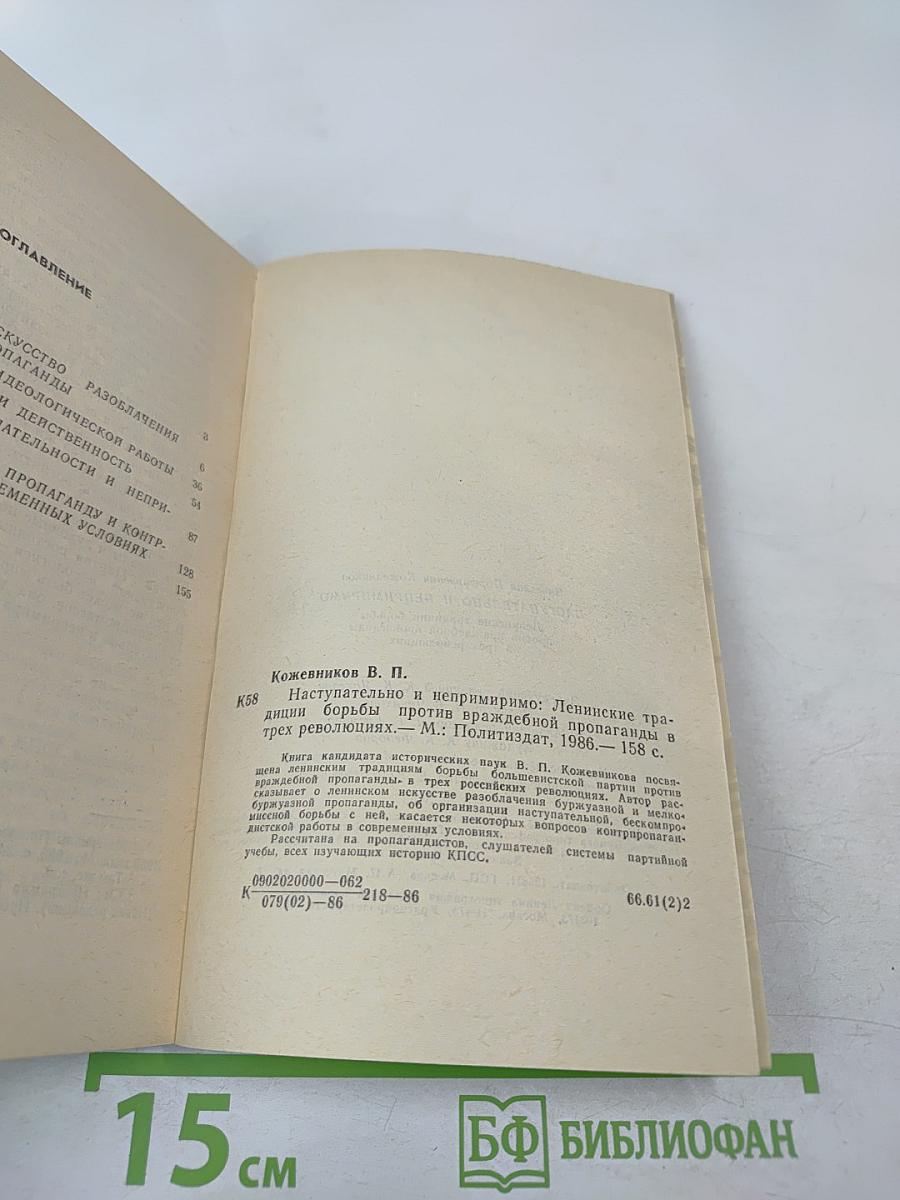 ОГЛАВЛЕНИЕ
РАЗОБЛАЧЕНИЯ 3
ИДЕОЛОГИЧЕСКОЙ РАБОТЫ 6
И ДЕЙСТВЕННОСТЬ 36
И НЕПРИ- 54
87
ПРОПАГАНДУ И КОНТР-
УСЛОВИЯХ 128
155
Кожевников В. П.
К58 Наступательно и непримиримо: Ленинские тра-
диции борьбы против враждебной пропаганды в
трех революциях.— М.: Политиздат, 1986.— 158 с.
Книга кандидата исторических наук В. П. Кожевникова посвя-
щена ленинским традициям борьбы большевистской партии против
враждебной пропаганды в трех российских революциях. Автор рас-
сказывает о ленинском искусстве разоблачения буржуазной и мелко-
буржуазной пропаганды, об организации наступательной, бескомпро-
миссной борьбы с ней, касается некоторых вопросов контрпропаган-
дистской работы в современных условиях.
Рассчитана на пропагандистов, слушателей системы партийной
учебы, всех изучающих историю КПСС.
К 0902020000—062 218—86 66.61(2)2
079(02)—86
15 см БФ БИБЛИОФАН